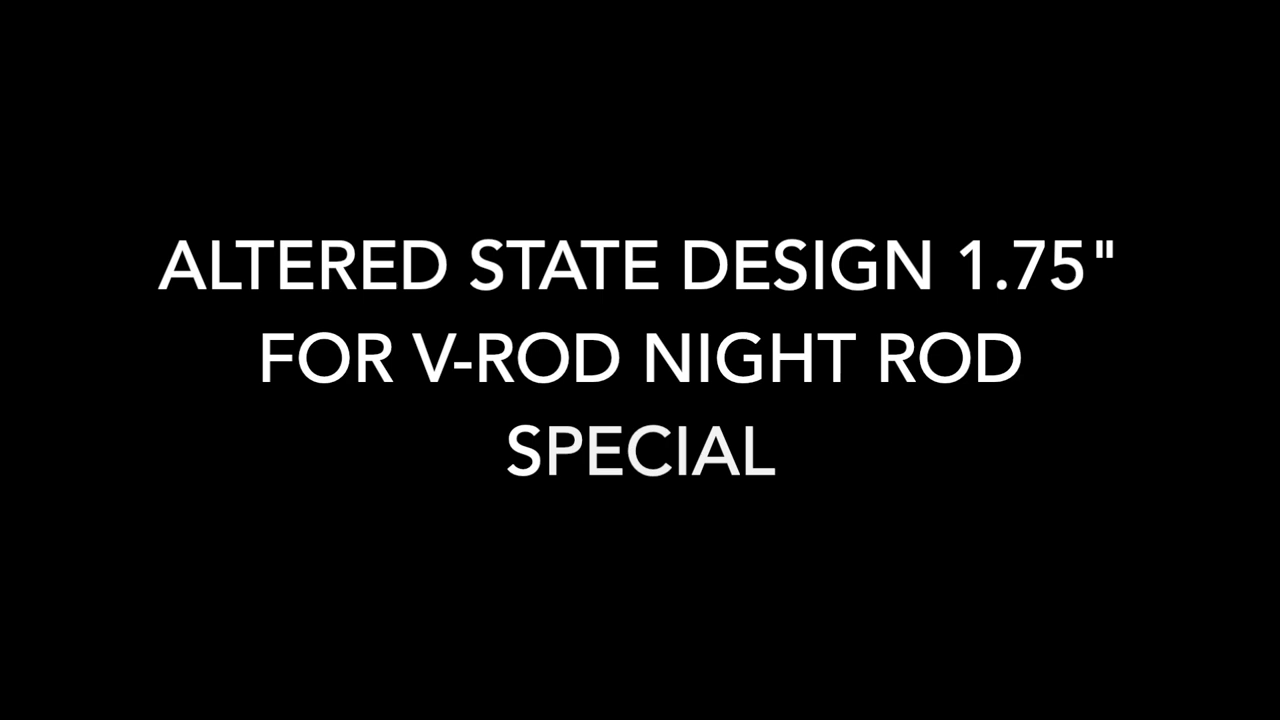 ALTERED STATE DESIGN 1.75"
FOR V-ROD NIGHT ROD
SPECIAL